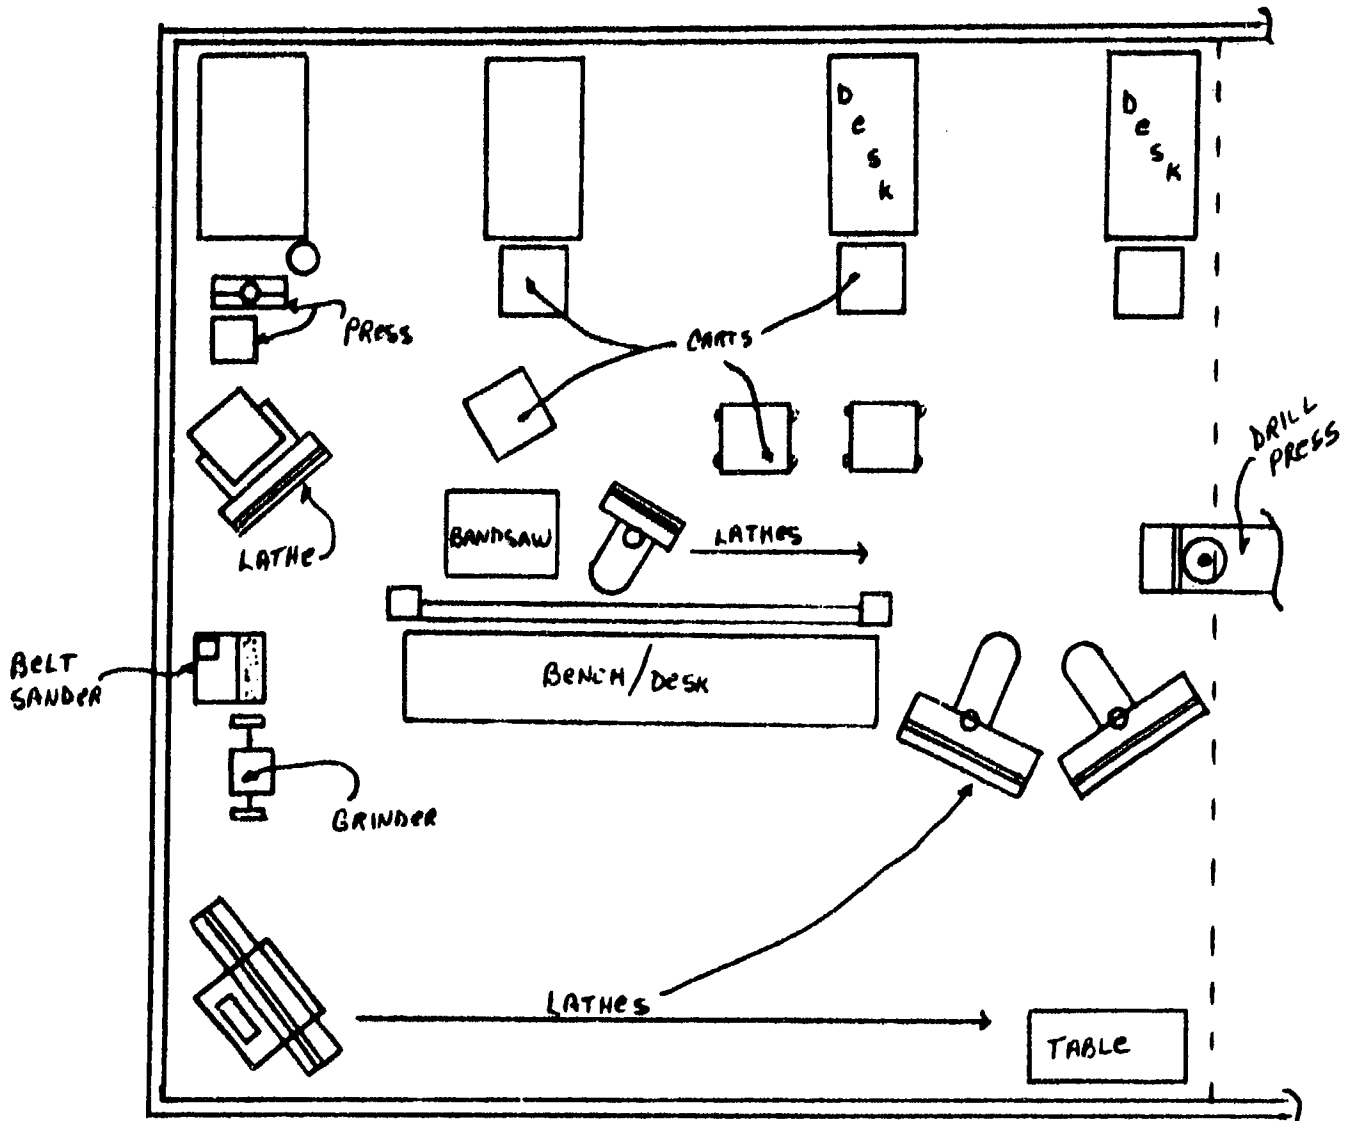 Desk
Desk
PRess
CARTS
DRILL
PRess
BANDSAW
LATHes
LATHe
BeLT
SANDeR
BeNCH/DesK
GRINDeR
LATHes
TABLe